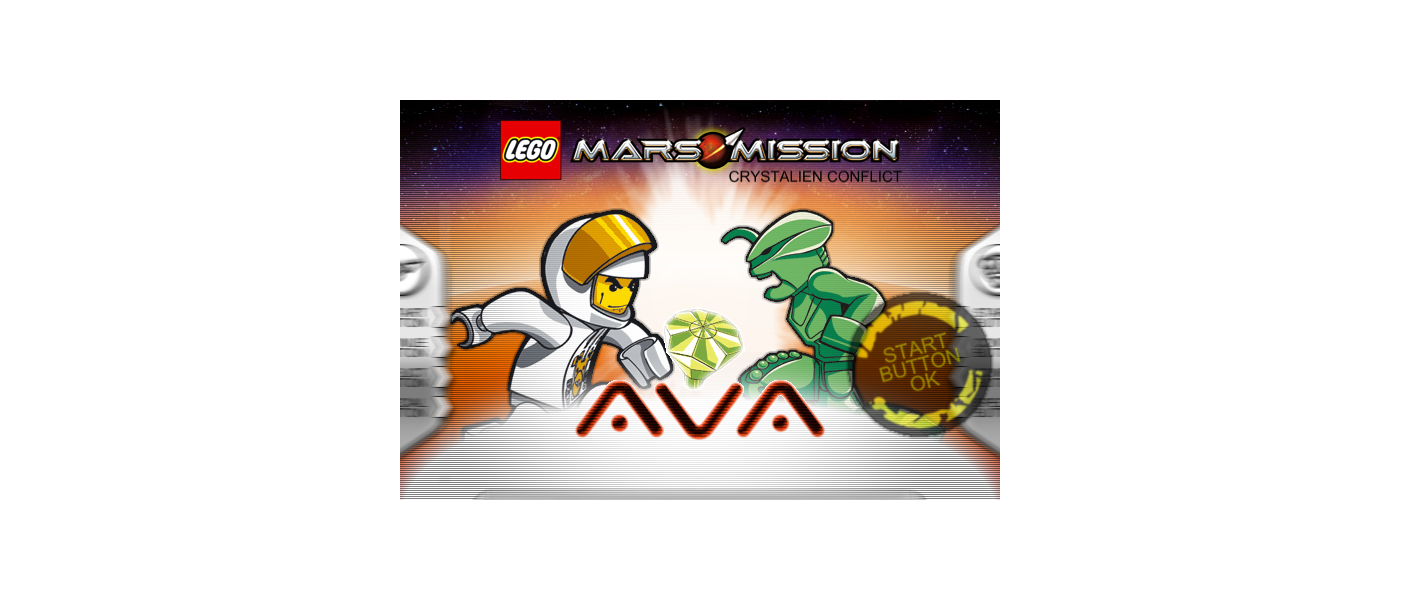 LEGO
MARS MISSION
CRYSTALIEN CONFLICT
START
BUTTON
OK
AVA